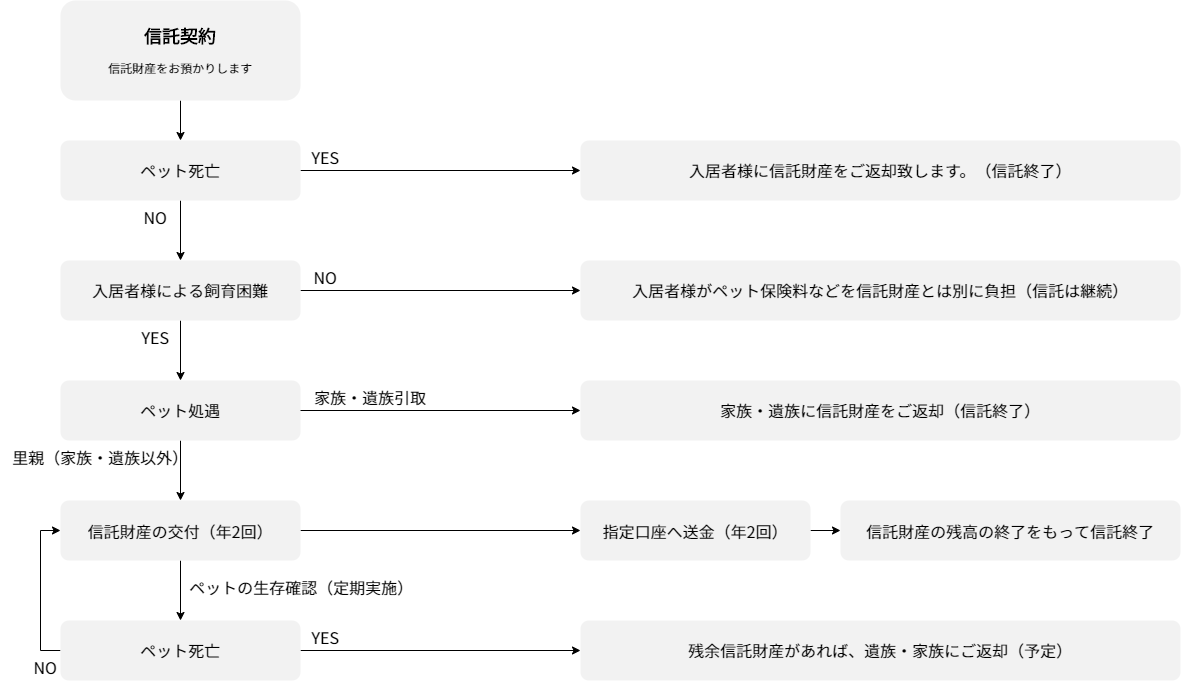 信託契約
信託財産をお預かりします
ペット死亡
YES
入居者様に信託財産をご返却致します。（信託終了）
NO
入居者様による飼育困難
NO
入居者様がペット保険料などを信託財産とは別に負担（信託は継続）
YES
ペット処遇
家族・遺族引取
家族・遺族に信託財産をご返却（信託終了）
里親（家族・遺族以外）
信託財産の交付（年2回）
指定口座へ送金（年2回）
信託財産の残高の終了をもって信託終了
ペットの生存確認（定期実施）
ペット死亡
YES
残余信託財産があれば、遺族・家族にご返却（予定）
NO